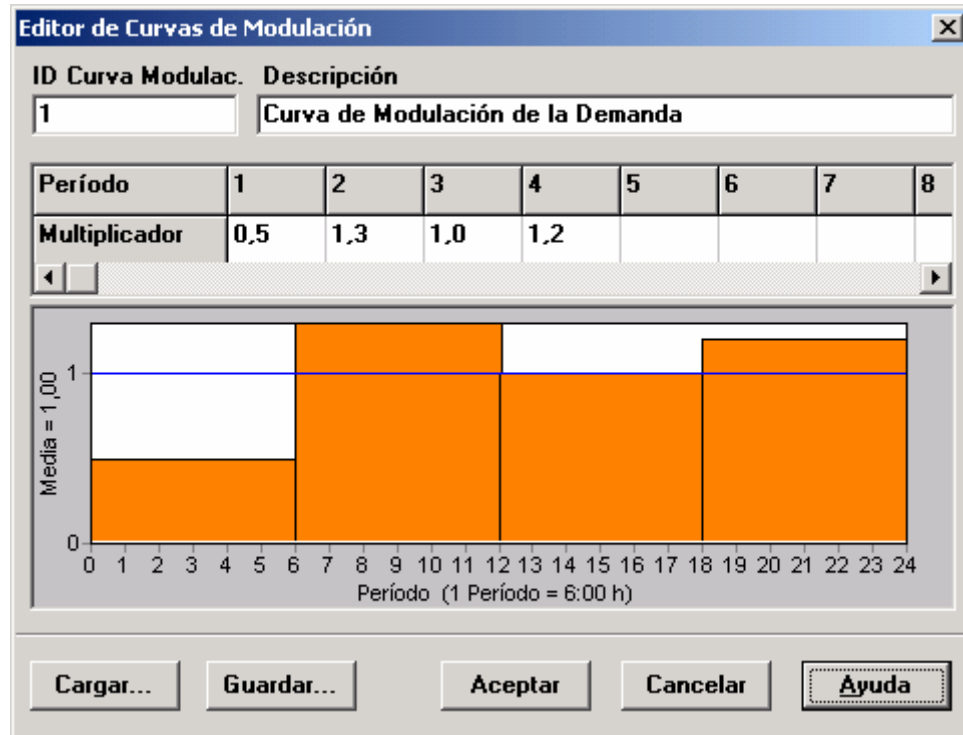 Editor de Curvas de Modulación
ID Curva Modulac. Descripción
1 Curva de Modulación de la Demanda
Período 1 2 3 4 5 6 7 8
Multiplicador 0,5 1,3 1,0 1,2
Media = 1,00
1
0
0 1 2 3 4 5 6 7 8 9 10 11 12 13 14 15 16 17 18 19 20 21 22 23 24
Período (1 Período = 6:00 h)
Cargar... Guardar... Aceptar Cancelar Ayuda